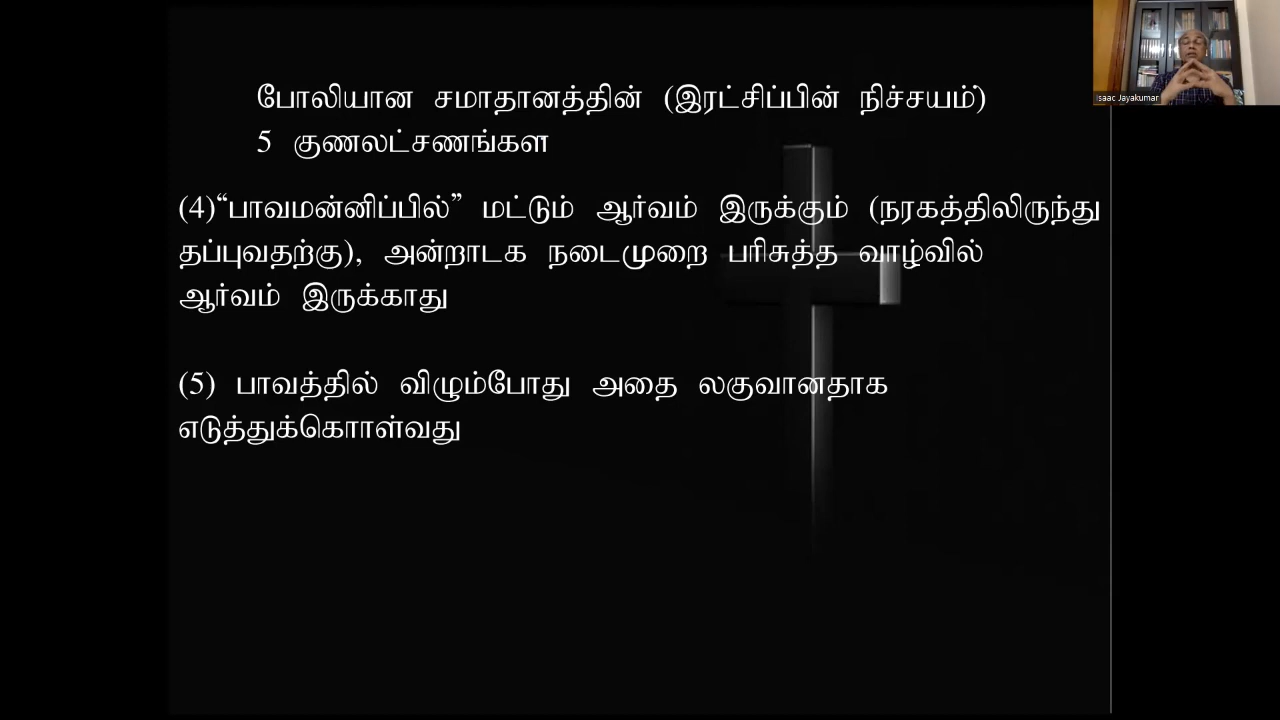 போலியான சமாதானத்தின் (இரட்சிப்பின் நிச்சயம்)
5 குணலட்சணங்கள
(4)“பாவமன்னிப்பில்” மட்டும் ஆர்வம் இருக்கும் (நரகத்திலிருந்து
தப்புவதற்கு), அன்றாடக நடைமுறை பரிசுத்த வாழ்வில்
ஆர்வம் இருக்காது
(5) பாவத்தில் விழும்போது அதை லகுவானதாக
எடுத்துக்கொாள்வது
Isaac Jayakumar